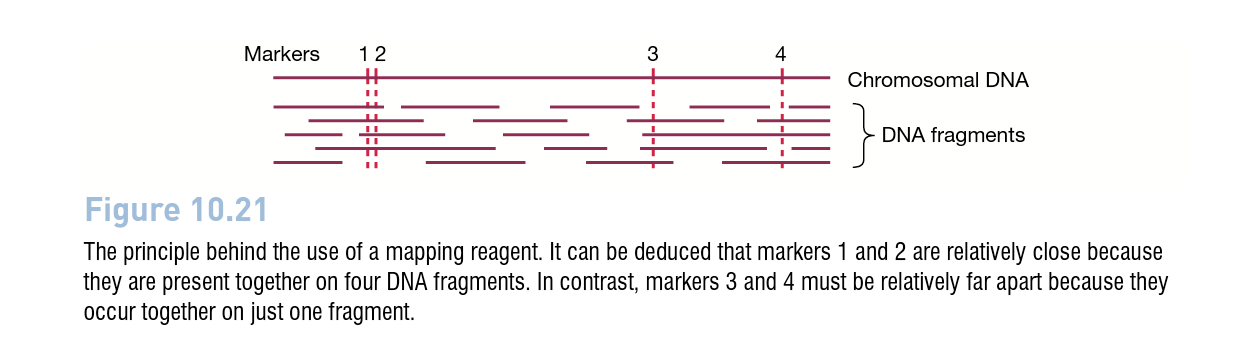 Markers 1 2 3 4
Chromosomal DNA
DNA fragments
Figure 10.21
The principle behind the use of a mapping reagent. It can be deduced that markers 1 and 2 are relatively close because
they are present together on four DNA fragments. In contrast, markers 3 and 4 must be relatively far apart because they
occur together on just one fragment.